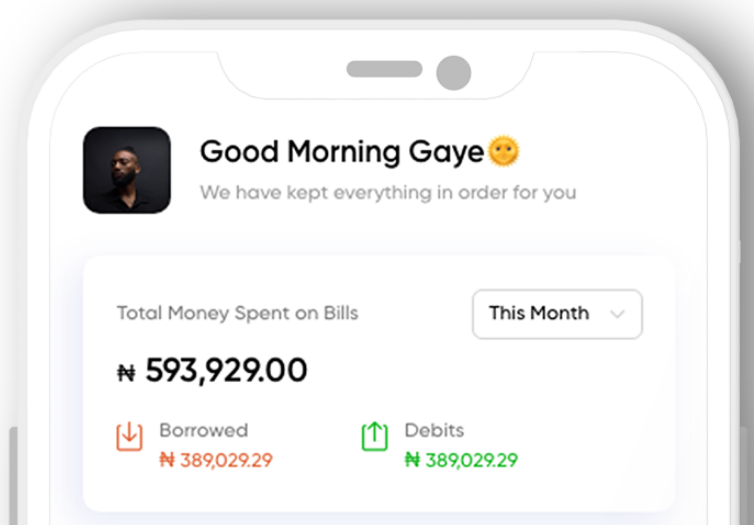 Good Morning Gaye🌞
We have kept everything in order for you
Total Money Spent on Bills
This Month
₦ 593,929.00
Borrowed
₦ 389,029.29
Debits
₦ 389,029.29